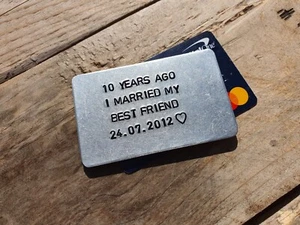 10 YEARS AGO
I MARRIED MY
BEST FRIEND
24.07.2012♡